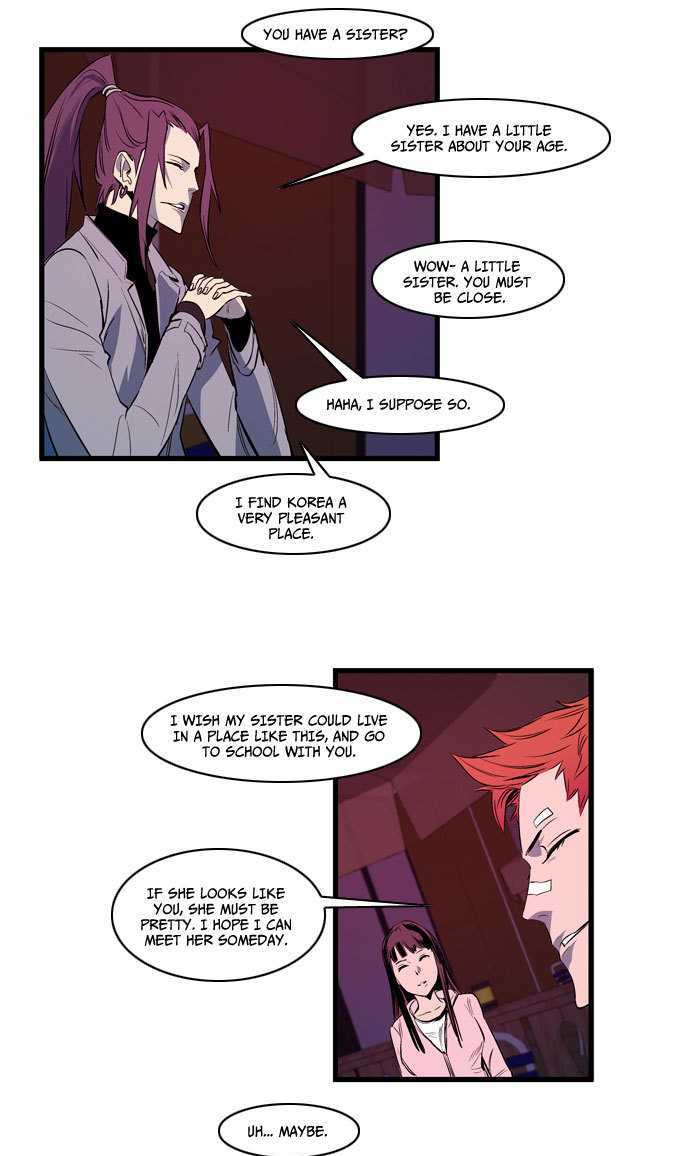 YOU HAVE A SISTER?
YES. I HAVE A LITTLE
SISTER ABOUT YOUR AGE.
WOW- A LITTLE
SISTER. YOU MUST
BE CLOSE.
HAHA, I SUPPOSE SO.
I FIND KOREA A
VERY PLEASANT
PLACE.
I WISH MY SISTER COULD LIVE
IN A PLACE LIKE THIS, AND GO
TO SCHOOL WITH YOU.
IF SHE LOOKS LIKE
YOU, SHE MUST BE
PRETTY. I HOPE I CAN
MEET HER SOMEDAY.
UH... MAYBE.